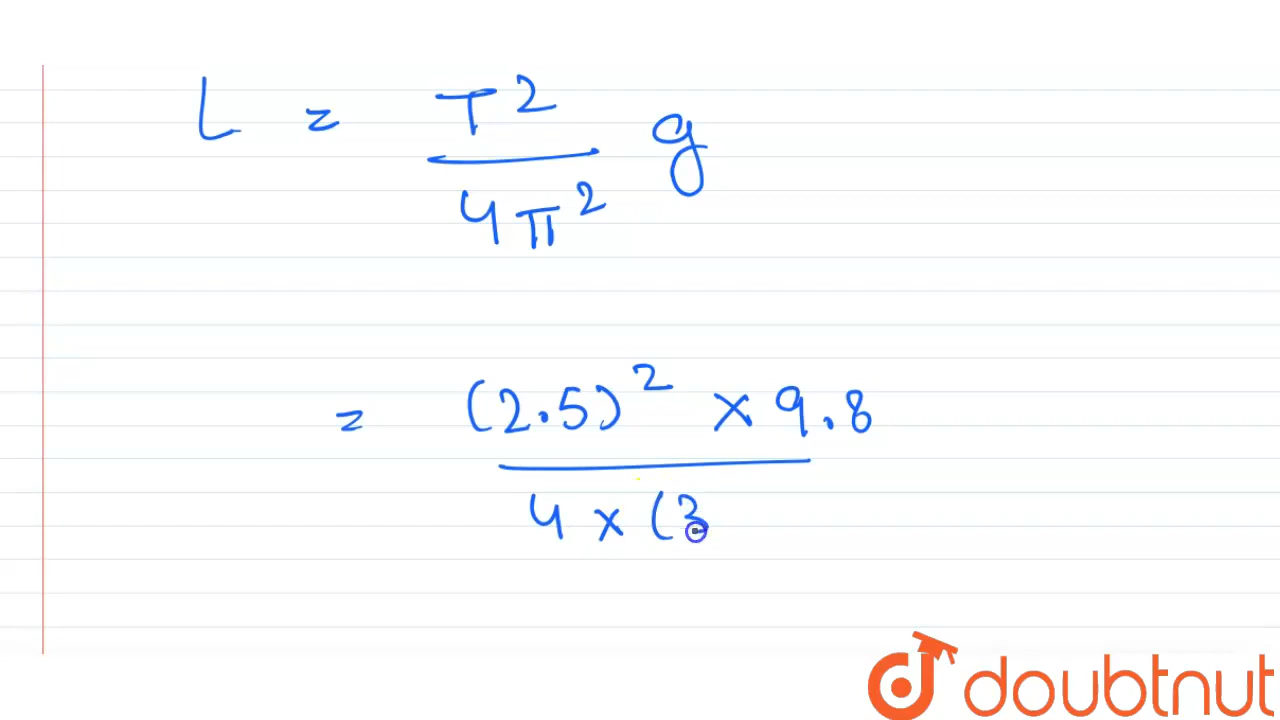 L = T² / 4π² g
= (2.5)² × 9.8 / 4 × (3
doubtnut